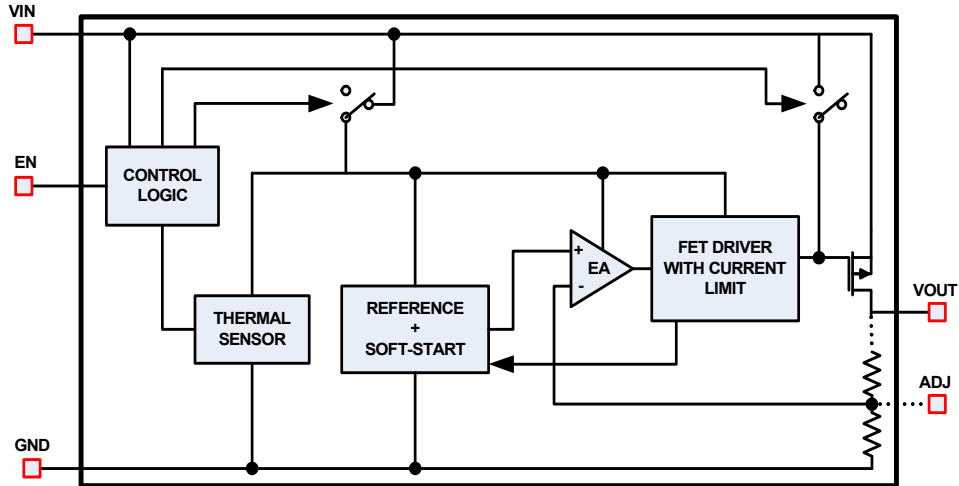 VIN
EN
CONTROL
LOGIC
+
EA
-
FET DRIVER
WITH CURRENT
LIMIT
VOUT
THERMAL
SENSOR
REFERENCE
+
SOFT-START
ADJ
GND